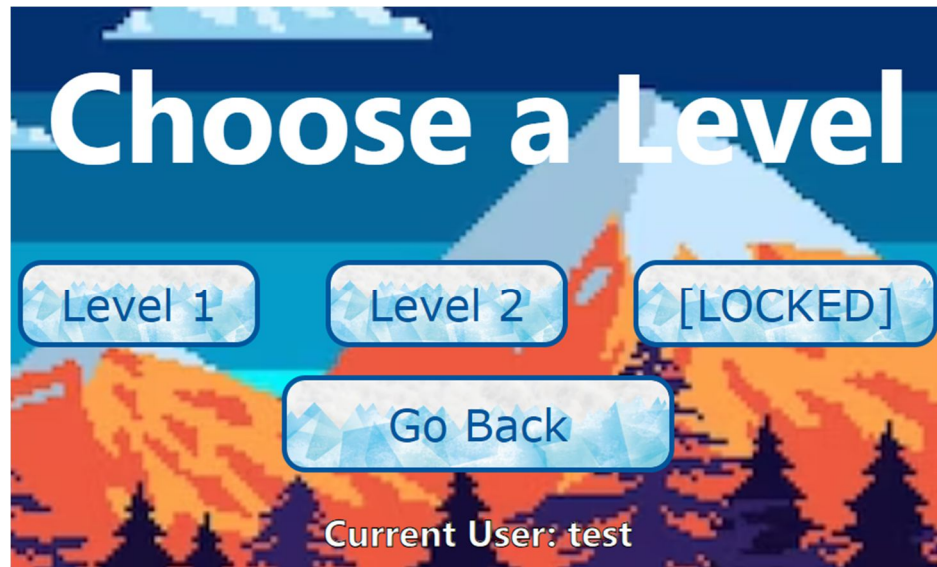 Choose a Level
Level 1 Level 2 [LOCKED]
Go Back
Current User: test